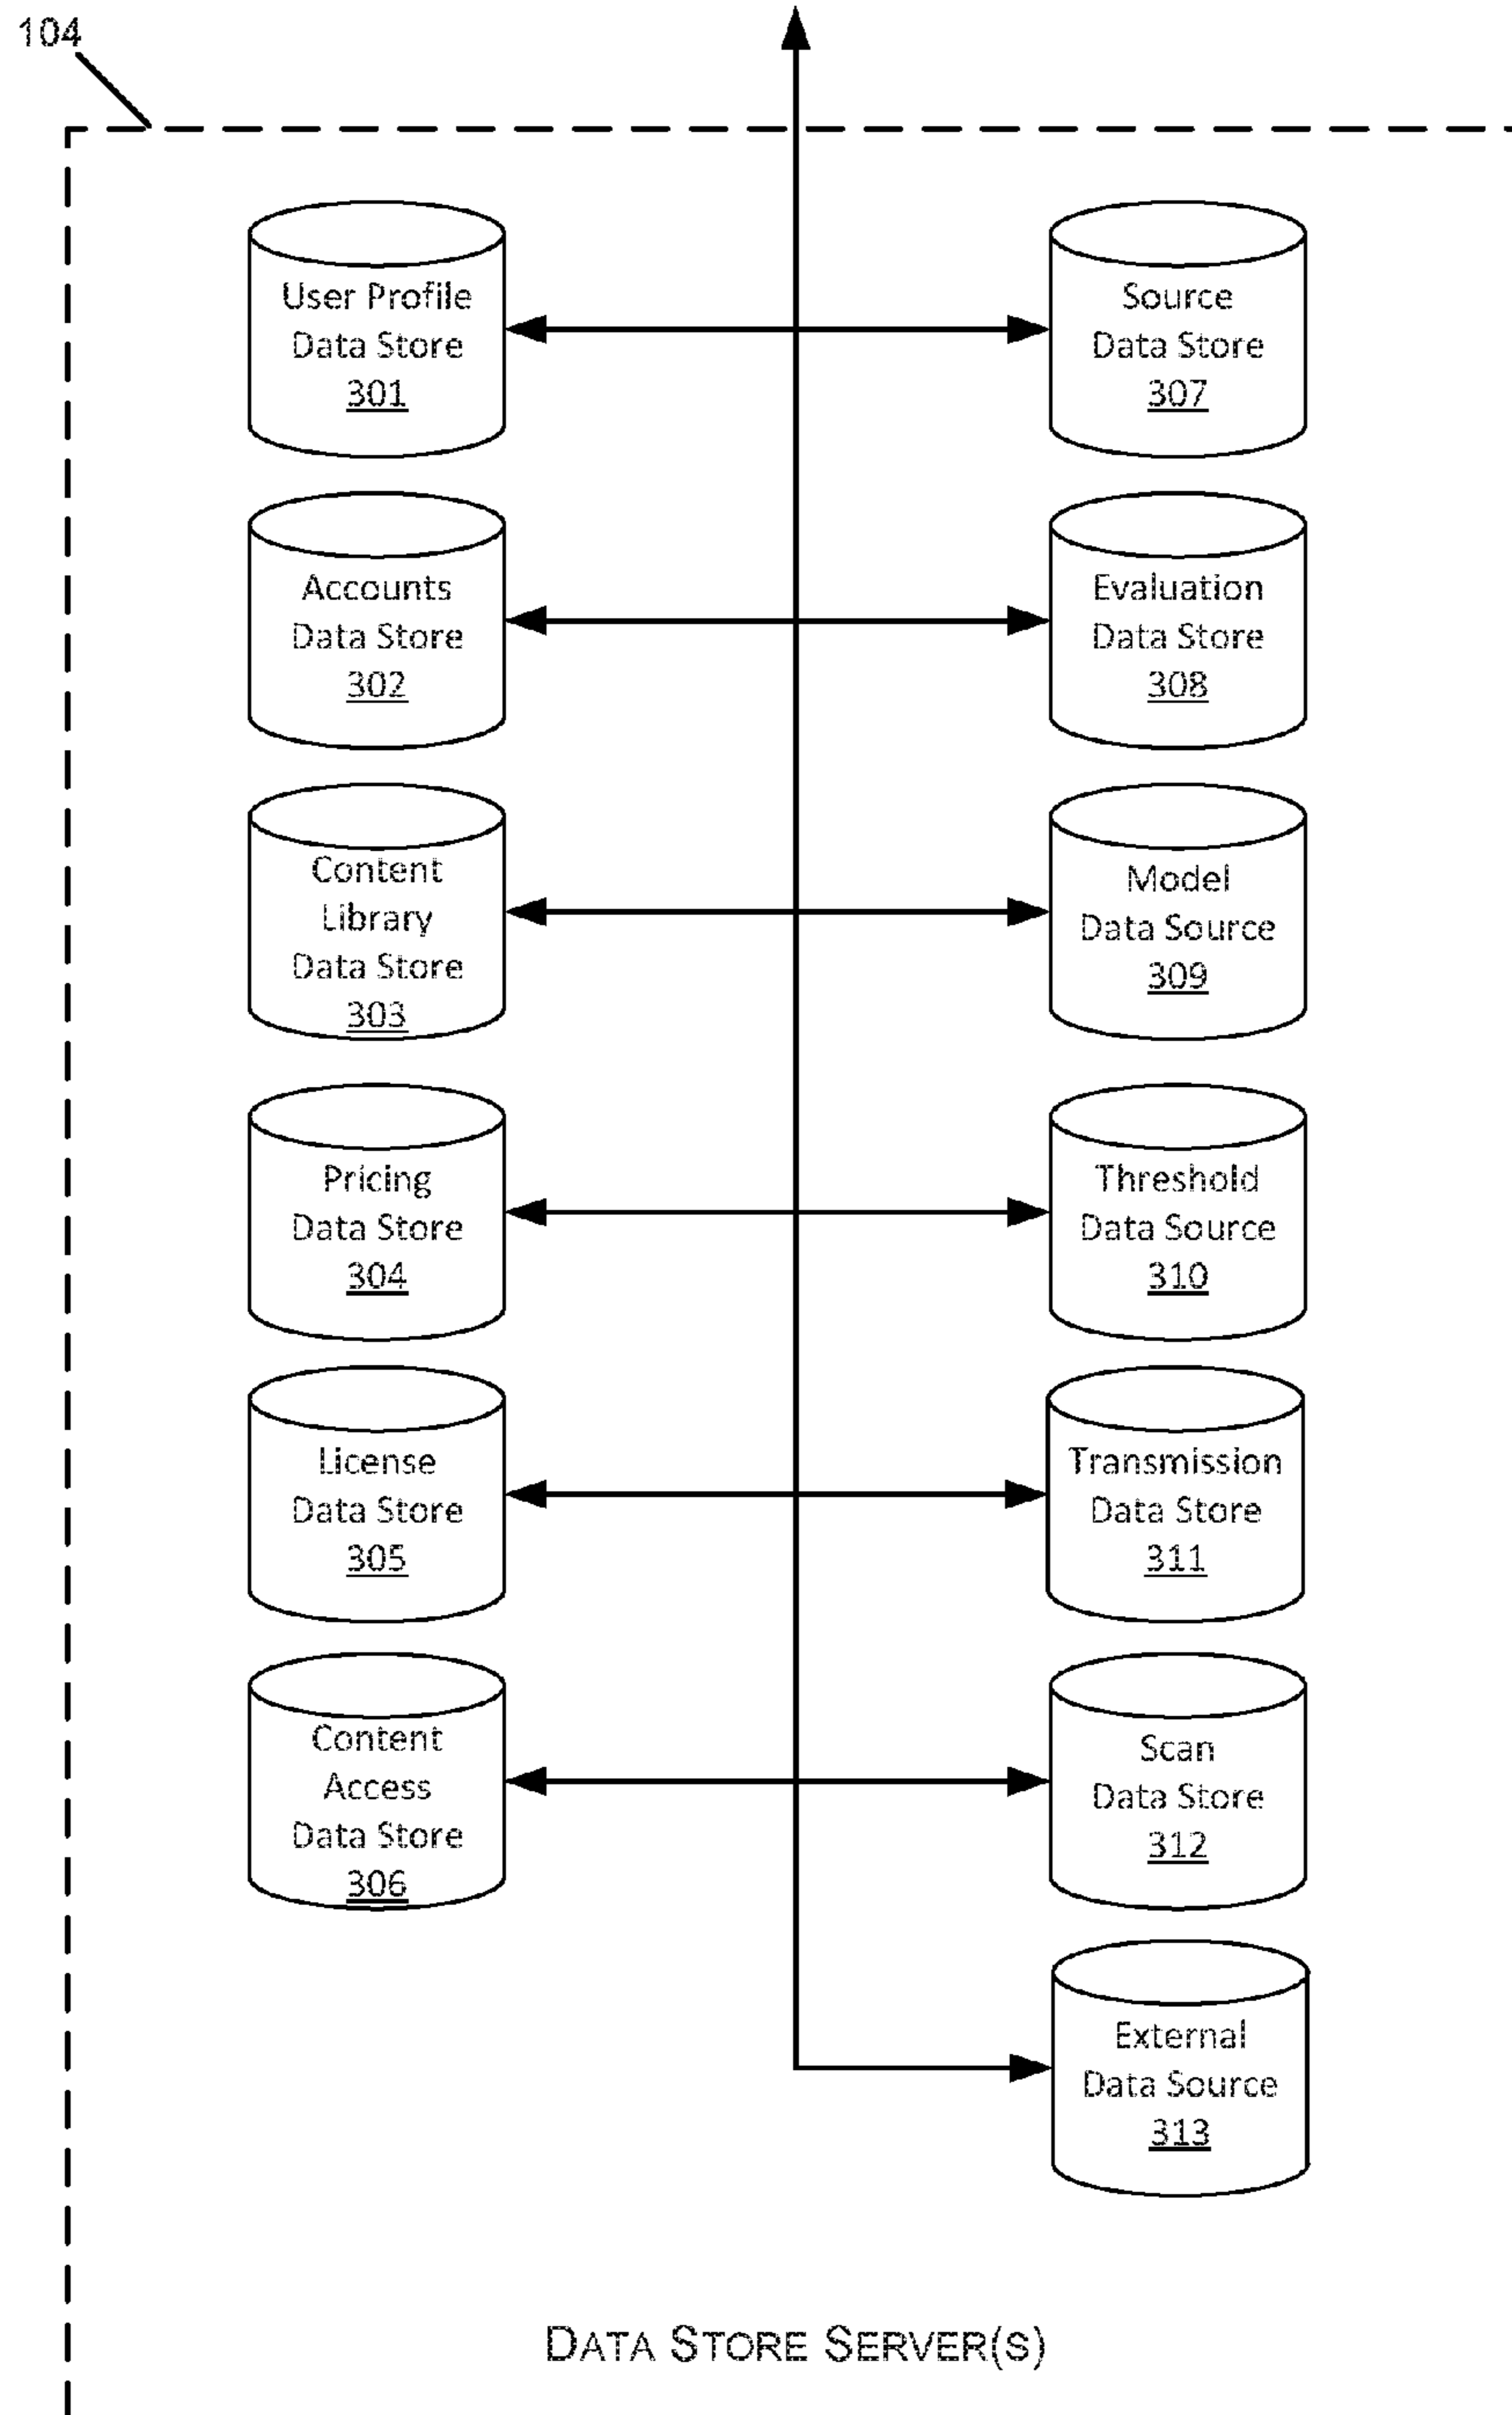 104
User Profile
Data Store
301
Source
Data Store
307
Accounts
Data Store
302
Evaluation
Data Store
308
Content
Library
Data Store
303
Model
Data Source
309
Pricing
Data Store
304
Threshold
Data Source
310
License
Data Store
305
Transmission
Data Store
311
Content
Access
Data Store
306
Scan
Data Store
312
External
Data Source
313
DATA STORE SERVER(S)